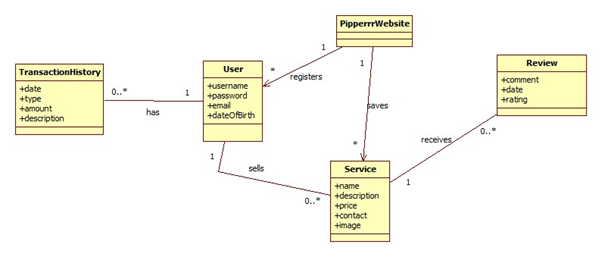 PipperrrWebsite
1
1
*
registers
User
+username
+password
+email
+dateOfBirth
TransactionHistory
+date
+type
+amount
+description
0..*
1
has
Review
+comment
+date
+rating
saves
receives
0..*
1
sells
0..*
*
1
Service
+name
+description
+price
+contact
+image